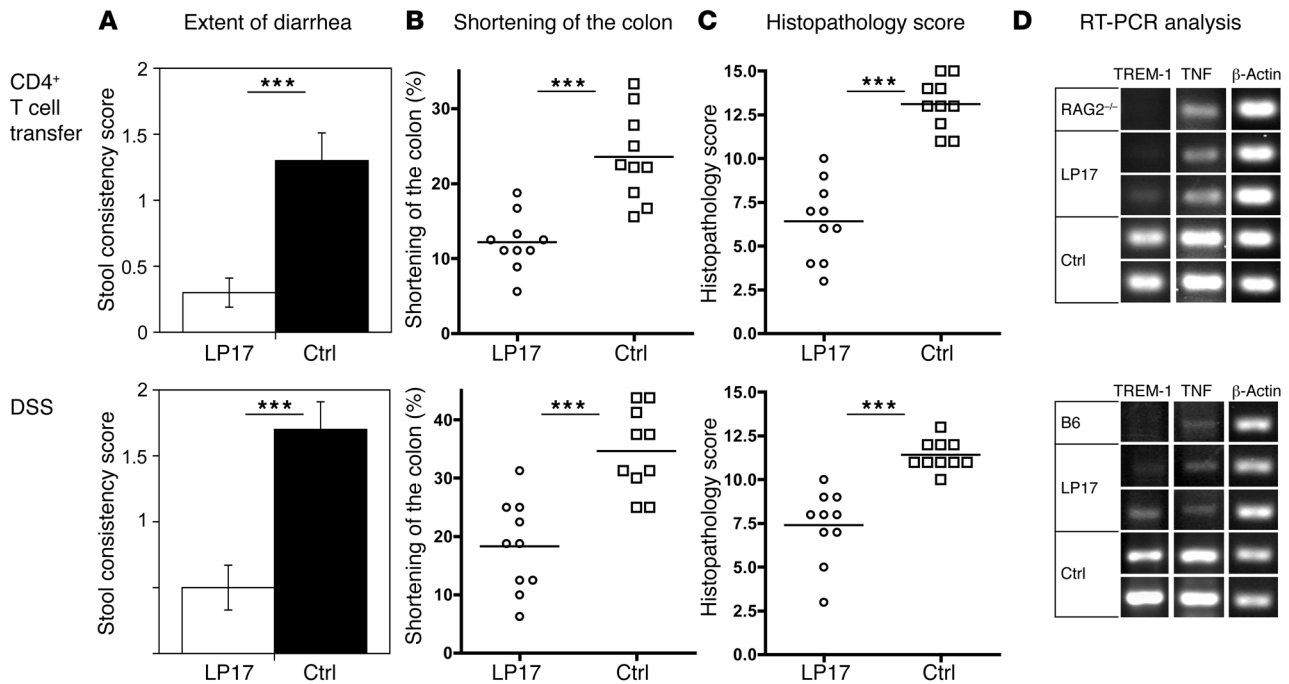 A Extent of diarrhea
B Shortening of the colon
C Histopathology score
D RT-PCR analysis
CD4⁺
T cell
transfer
Stool consistency score
2
1.5
1
0.5
0
***
LP17 Ctrl
Shortening of the colon (%)
30
20
10
0
***
LP17 Ctrl
Histopathology score
15.0
12.5
10.0
7.5
5.0
2.5
0.0
***
LP17 Ctrl
TREM-1 TNF β-Actin
RAG2⁻/⁻
LP17
Ctrl
DSS
Stool consistency score
2
1
***
LP17 Ctrl
Shortening of the colon (%)
40
30
20
10
0
***
LP17 Ctrl
Histopathology score
15.0
12.5
10.0
7.5
5.0
2.5
0.0
***
LP17 Ctrl
TREM-1 TNF β-Actin
B6
LP17
Ctrl